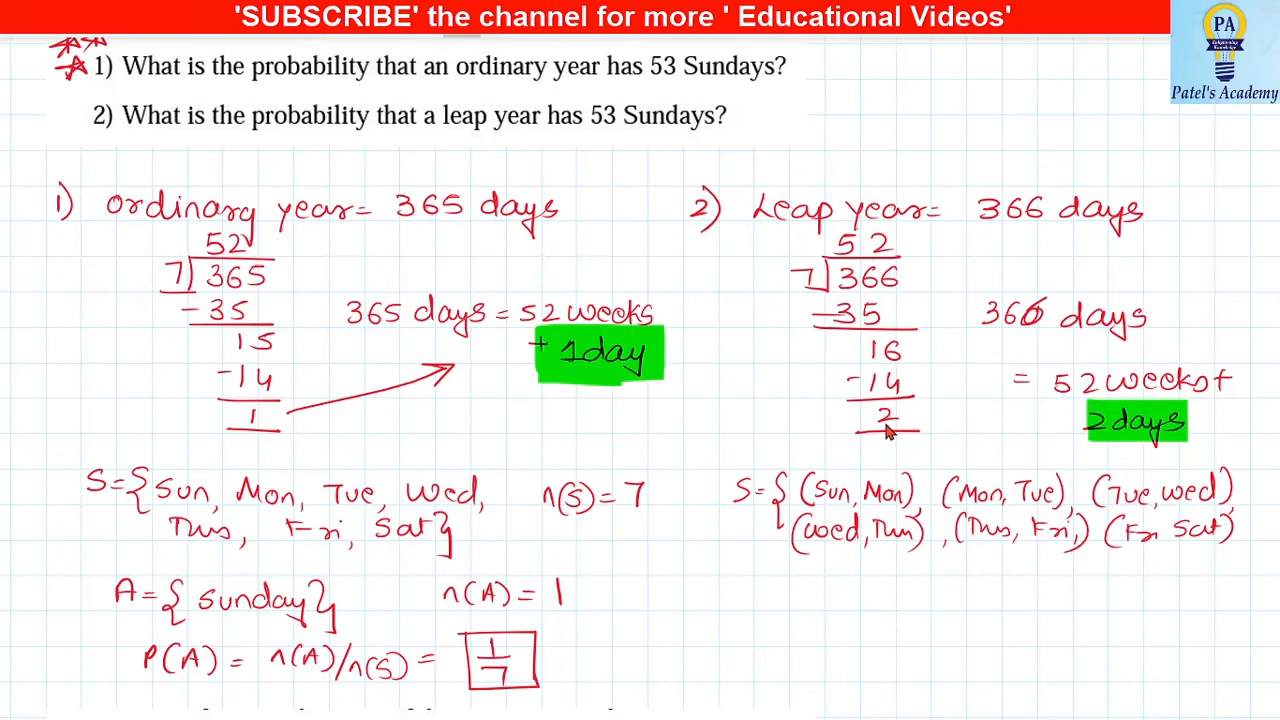 'SUBSCRIBE' the channel for more ' Educational Videos'
PA
Patel's Academy
1) What is the probability that an ordinary year has 53 Sundays?
2) What is the probability that a leap year has 53 Sundays?
1) Ordinary year = 365 days
52
7) 365
- 35
15
- 14
1
365 days = 52 weeks
+ 1 day
S = { Sun, Mon, Tue, Wed,
Thus, Fri, Sat }
n(S) = 7
A = { sunday }
n(A) = 1
P(A) = n(A)/n(S) = 1/7
2) Leap year = 366 days
52
7) 366
- 35
16
- 14
2
366 days
= 52 weeks +
2 days
S = { (Sun, Mon), (Mon, Tue), (Tue, Wed),
(Wed, Thu), (Thus, Fri,) (Fri Sat)